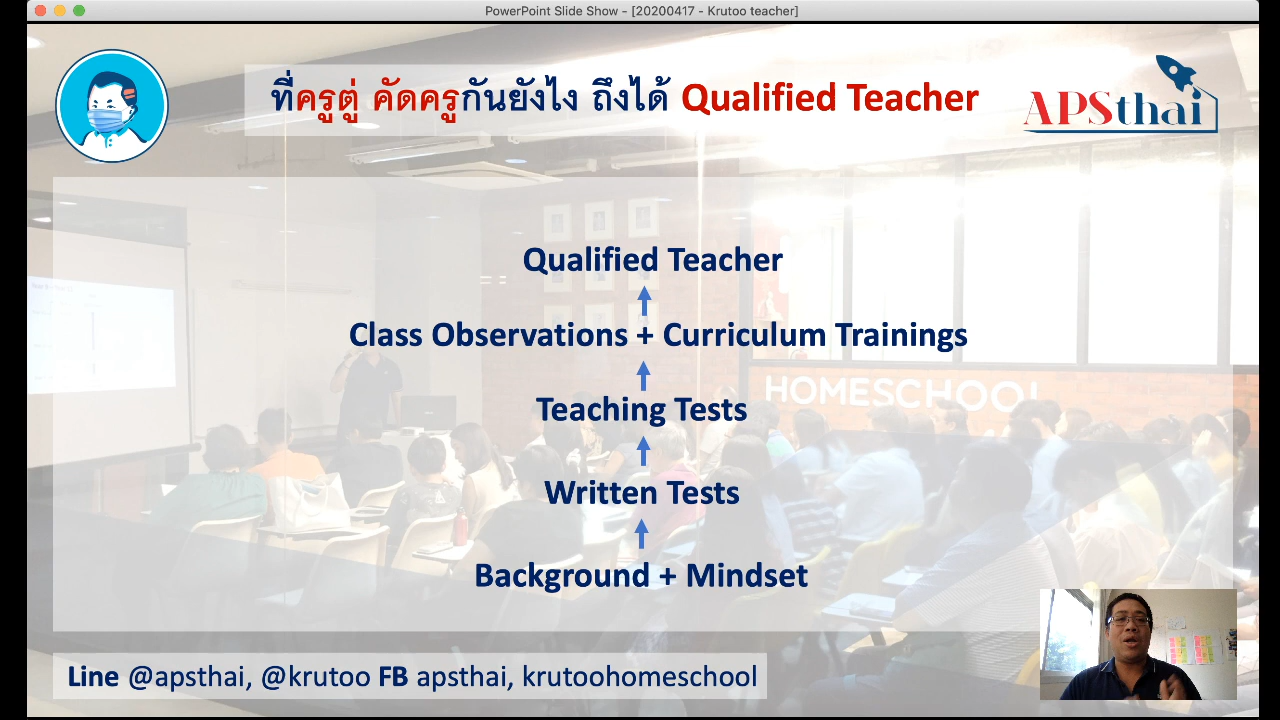 PowerPoint Slide Show - [20200417 - Krutoo teacher]
ที่ครูตู่ คัดครูกันยังไง ถึงได้ Qualified Teacher
APSthai
Qualified Teacher
Class Observations + Curriculum Trainings
Teaching Tests
HOMESCHOOL
Written Tests
Background + Mindset
Line @apsthai, @krutoo FB apsthai, krutoohomeschool